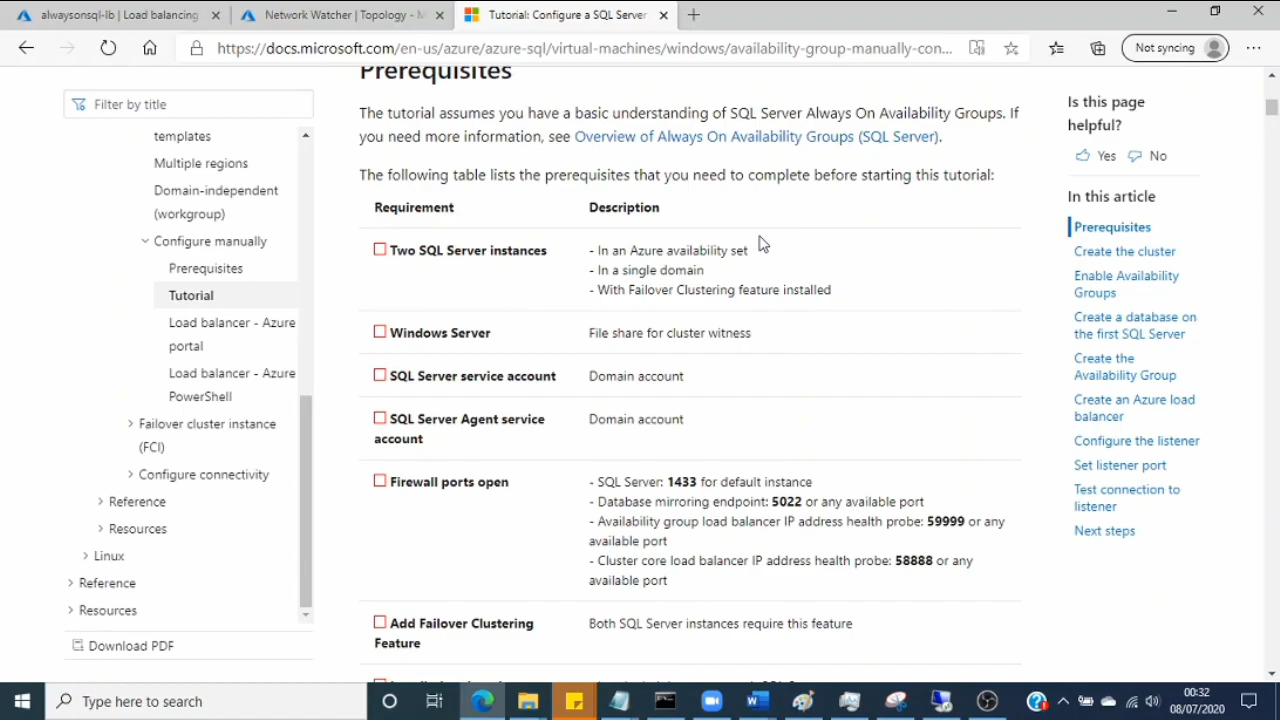 alwaysonsql-lb | Load balancing
Network Watcher | Topology - M
Tutorial: Configure a SQL Server
https://docs.microsoft.com/en-us/azure/azure-sql/virtual-machines/windows/availability-group-manually-con...
Not syncing
Filter by title
templates
Multiple regions
Domain-independent
(workgroup)
Configure manually
Prerequisites
Tutorial
Load balancer - Azure
portal
Load balancer - Azure
PowerShell
Failover cluster instance
(FCI)
Configure connectivity
Reference
Resources
Linux
Reference
Resources
Download PDF
Prerequisites
The tutorial assumes you have a basic understanding of SQL Server Always On Availability Groups. If
you need more information, see Overview of Always On Availability Groups (SQL Server).
The following table lists the prerequisites that you need to complete before starting this tutorial:
Requirement Description
Two SQL Server instances - In an Azure availability set
- In a single domain
- With Failover Clustering feature installed
Windows Server File share for cluster witness
SQL Server service account Domain account
SQL Server Agent service Domain account
account
Firewall ports open - SQL Server: 1433 for default instance
- Database mirroring endpoint: 5022 or any available port
- Availability group load balancer IP address health probe: 59999 or any
available port
- Cluster core load balancer IP address health probe: 58888 or any
available port
Add Failover Clustering Both SQL Server instances require this feature
Feature
Is this page
helpful?
Yes No
In this article
Prerequisites
Create the cluster
Enable Availability
Groups
Create a database on
the first SQL Server
Create the
Availability Group
Create an Azure load
balancer
Configure the listener
Set listener port
Test connection to
listener
Next steps
Type here to search
00:32
08/07/2020